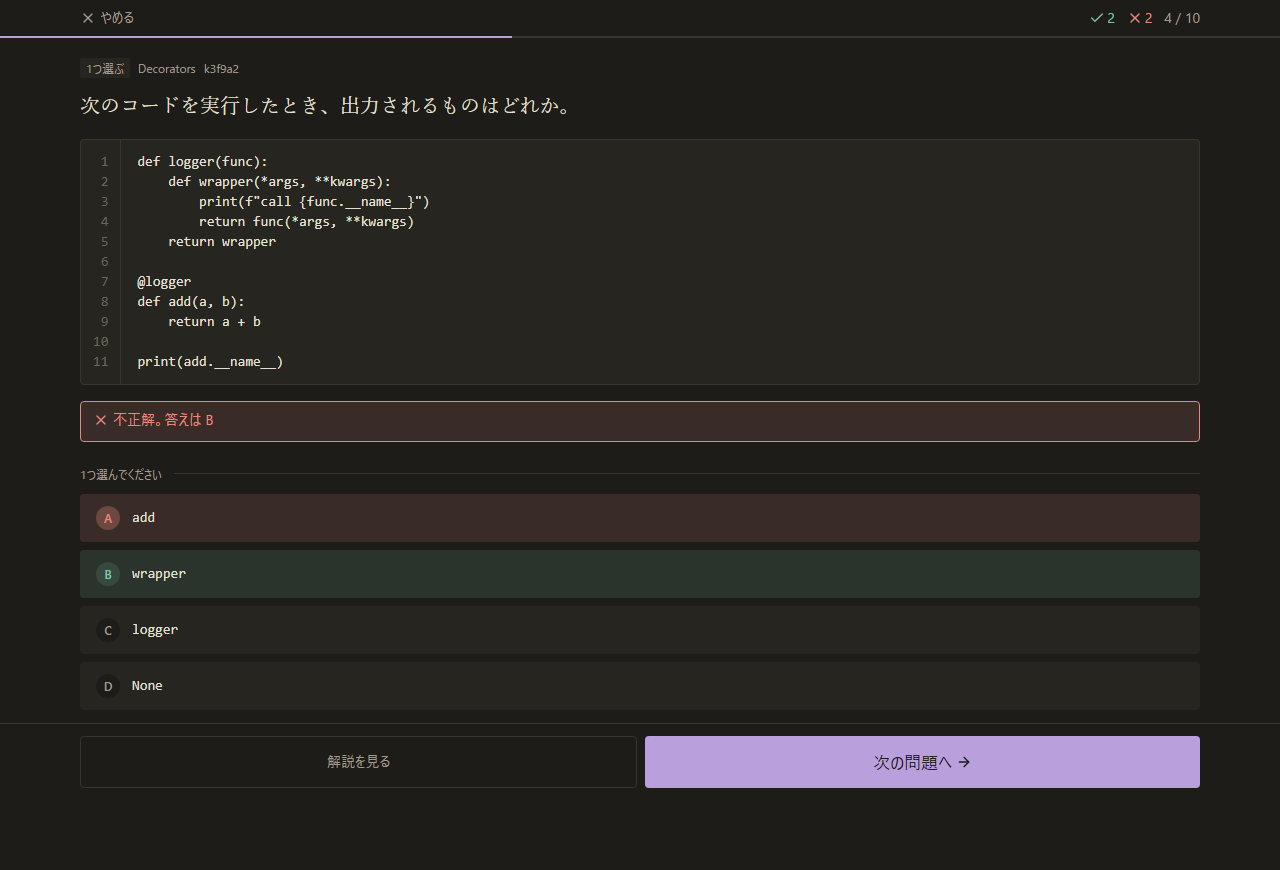 やめる
2 2 4 / 10
1つ選ぶ Decorators k3f9a2
次のコードを実行したとき、出力されるものはどれか。
1 def logger(func):
2     def wrapper(*args, **kwargs):
3         print(f"call {func.__name__}")
4         return func(*args, **kwargs)
5     return wrapper
6
7 @logger
8 def add(a, b):
9     return a + b
10
11 print(add.__name__)
不正解。答えは B
1つ選んでください
A add
B wrapper
C logger
D None
解説を見る
次の問題へ →